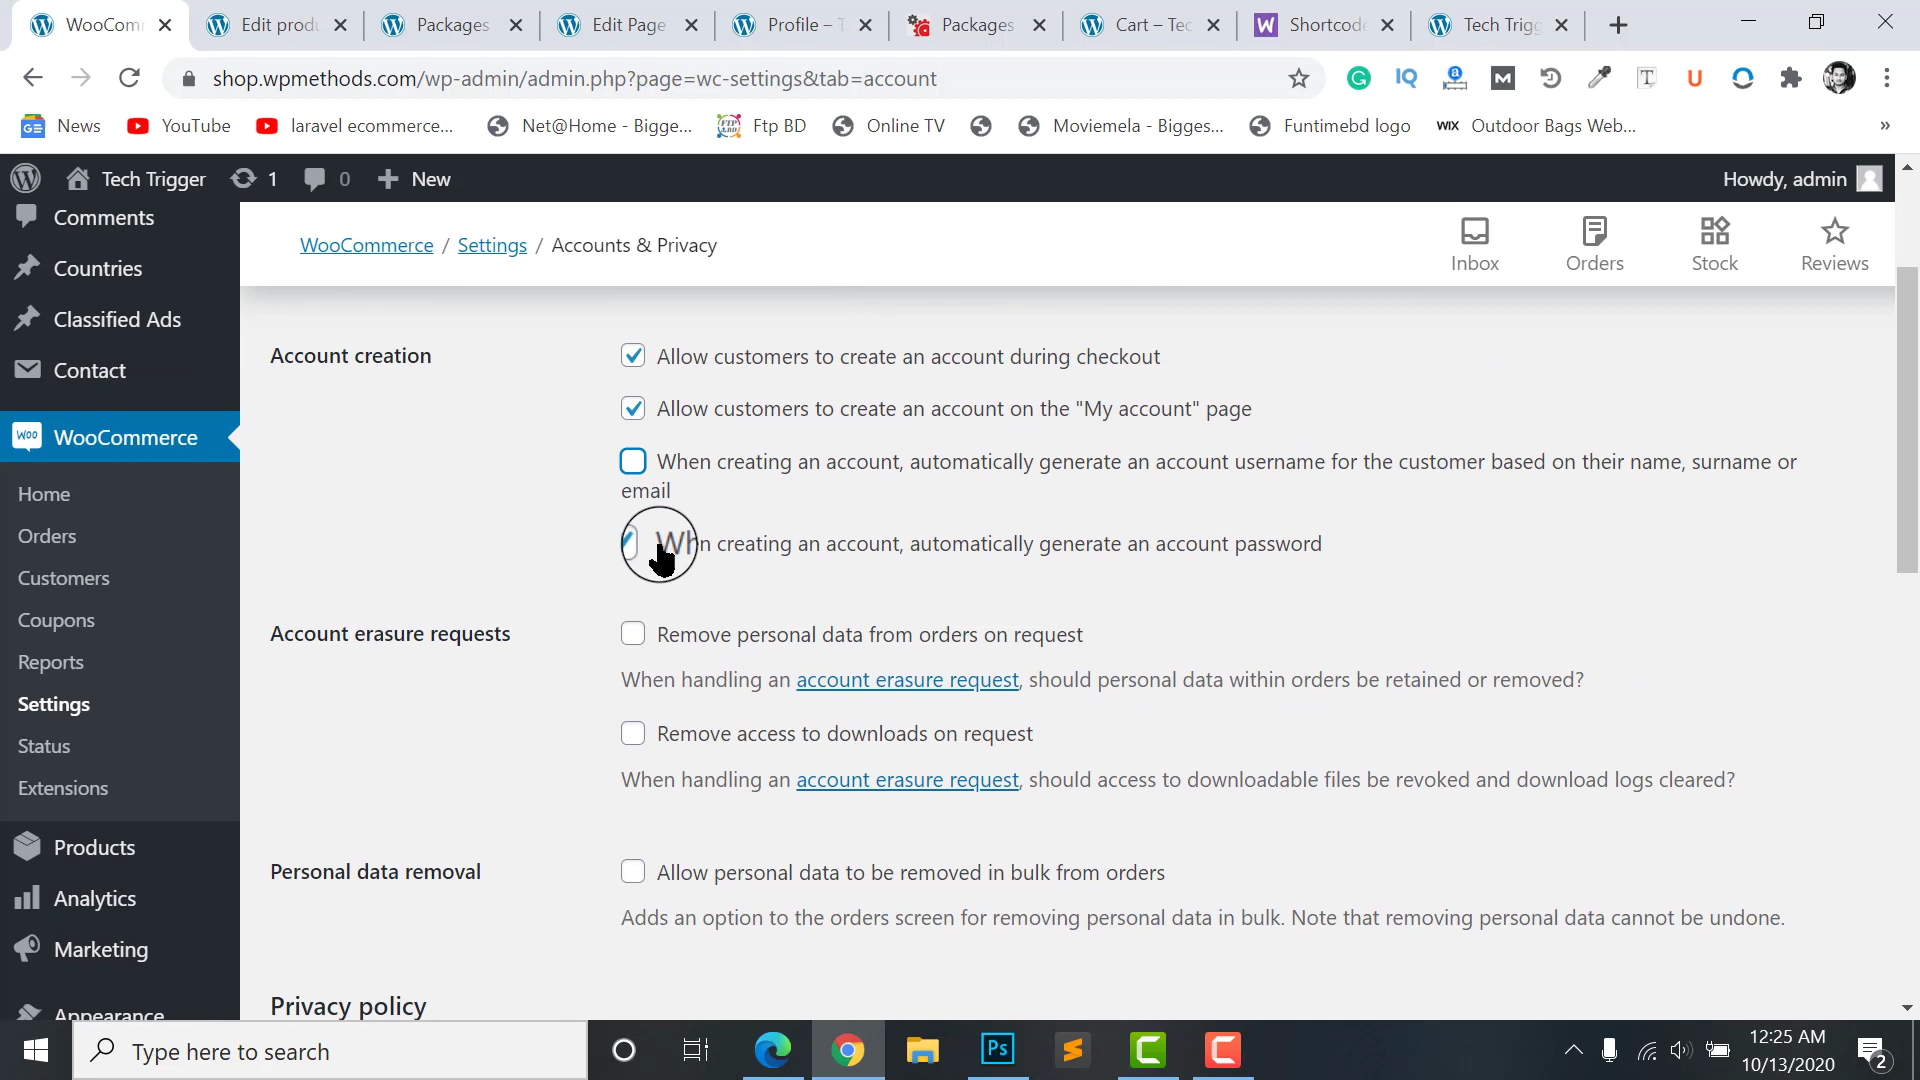 WooCom
Edit prod
Packages
Edit Page
Profile – T
Packages
Cart – Tec
Shortcode
Tech Trigg
shop.wpmethods.com/wp-admin/admin.php?page=wc-settings&tab=account
News
YouTube
laravel ecommerce...
Net@Home - Bigge...
Ftp BD
Online TV
Moviemela - Bigges...
Funtimebd logo
WIX Outdoor Bags Web...
»
Tech Trigger
1
0
New
Howdy, admin
Comments
Countries
Classified Ads
Contact
WooCommerce
Home
Orders
Customers
Coupons
Reports
Settings
Status
Extensions
Products
Analytics
Marketing
Appearance
WooCommerce / Settings / Accounts & Privacy
Inbox
Orders
Stock
Reviews
Account creation
Allow customers to create an account during checkout
Allow customers to create an account on the "My account" page
When creating an account, automatically generate an account username for the customer based on their name, surname or
email
When creating an account, automatically generate an account password
Account erasure requests
Remove personal data from orders on request
When handling an account erasure request, should personal data within orders be retained or removed?
Remove access to downloads on request
When handling an account erasure request, should access to downloadable files be revoked and download logs cleared?
Personal data removal
Allow personal data to be removed in bulk from orders
Adds an option to the orders screen for removing personal data in bulk. Note that removing personal data cannot be undone.
Privacy policy
Type here to search
Ps
12:25 AM
10/13/2020
2